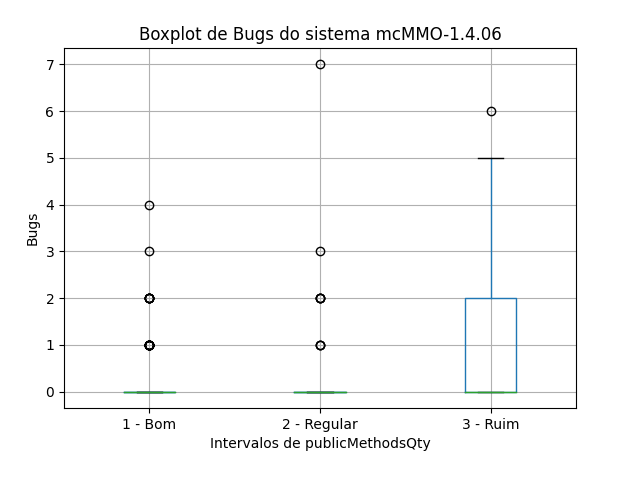 Boxplot de Bugs do sistema mcMMO-1.4.06
7
6
5
4
3
2
1
0
Bugs
1 - Bom
2 - Regular
3 - Ruim
Intervalos de publicMethodsQty